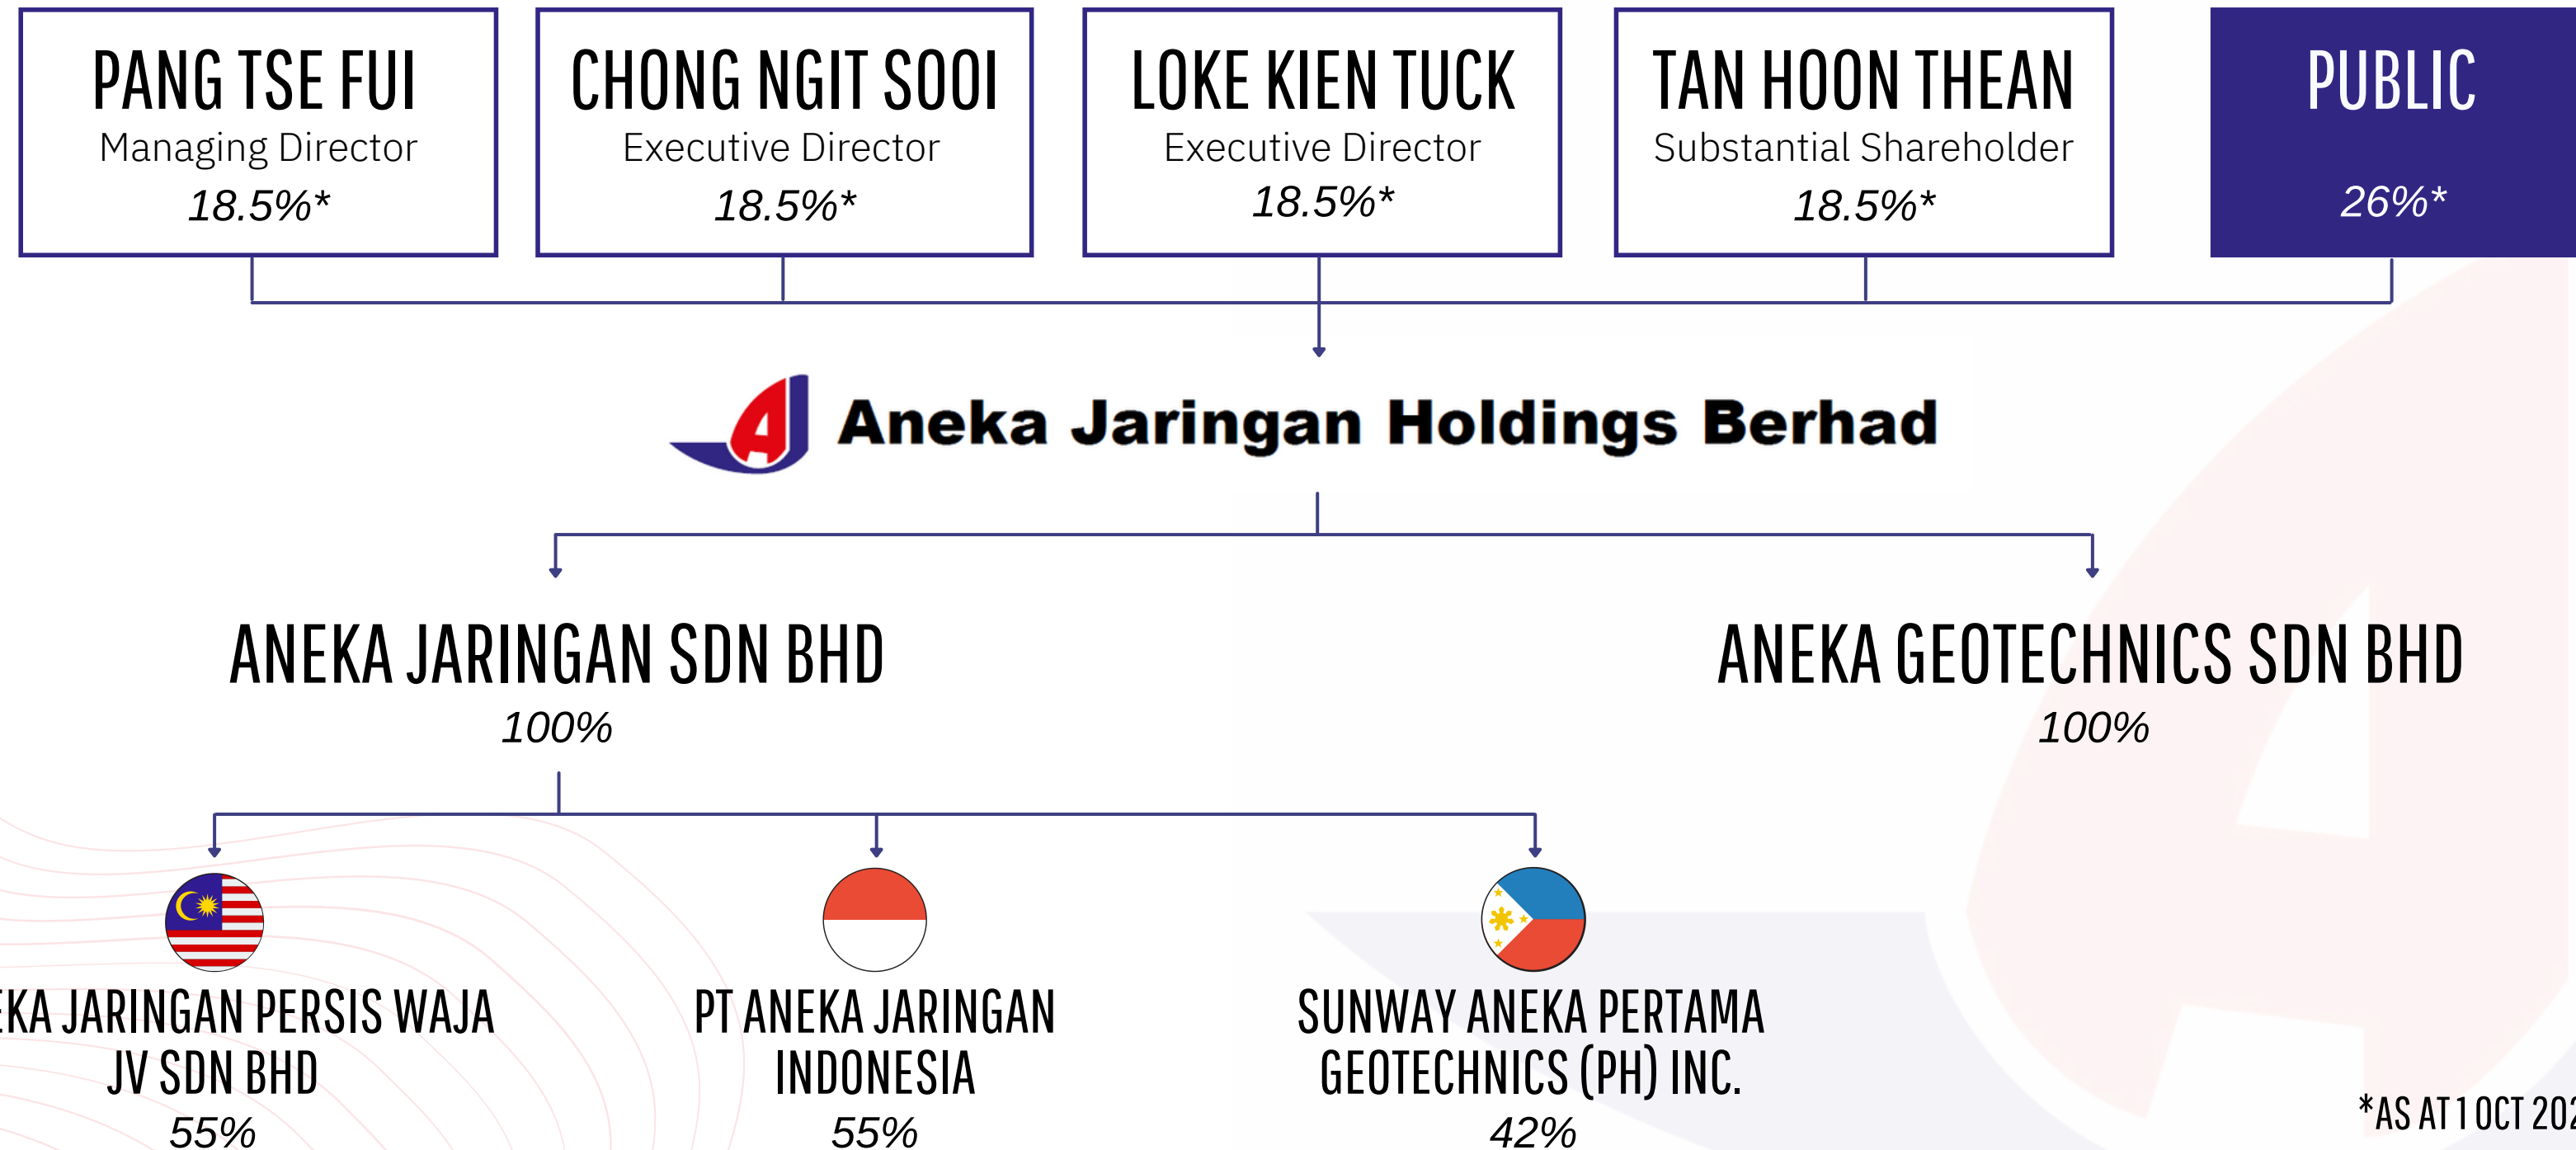 PANG TSE FUI
Managing Director
18.5%*
CHONG NGIT SOOI
Executive Director
18.5%*
LOKE KIEN TUCK
Executive Director
18.5%*
TAN HOON THEAN
Substantial Shareholder
18.5%*
PUBLIC
26%*
Aneka Jaringan Holdings Berhad
ANEKA JARINGAN SDN BHD
100%
ANEKA GEOTECHNICS SDN BHD
100%
JARINGAN PERSIS WAJA
JV SDN BHD
55%
PT ANEKA JARINGAN
INDONESIA
55%
SUNWAY ANEKA PERTAMA
GEOTECHNICS (PH) INC.
42%
*AS AT 1 OCT